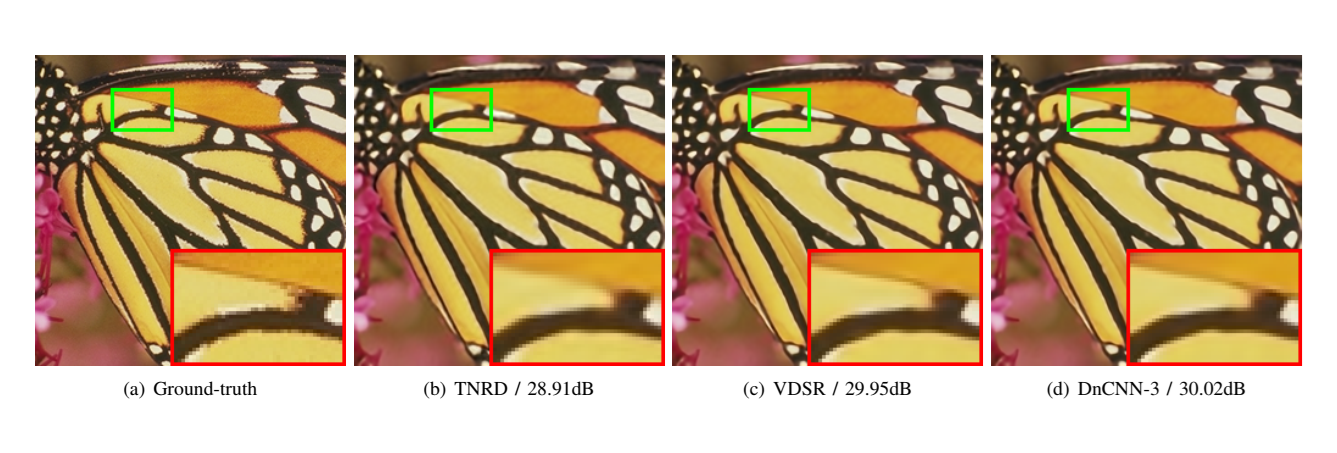 (a) Ground-truth
(b) TNRD / 28.91dB
(c) VDSR / 29.95dB
(d) DnCNN-3 / 30.02dB